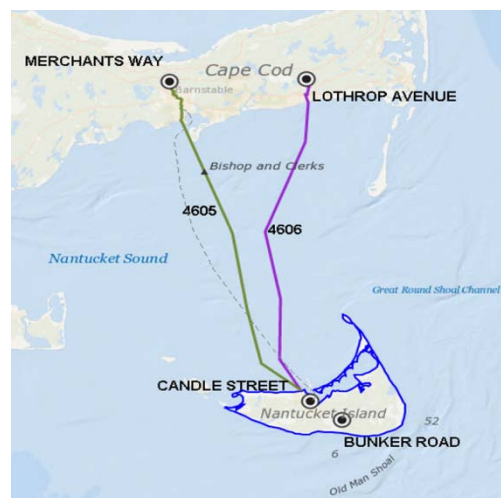 MERCHANTS WAY
Cape Cod
Barnstable
LOTHROP AVENUE
Bishop and Clerks
4605
4606
Nantucket Sound
Great Round Shoal Channel
CANDLE STREET
Nantucket Island
52
BUNKER ROAD
6
Old Man Shoal